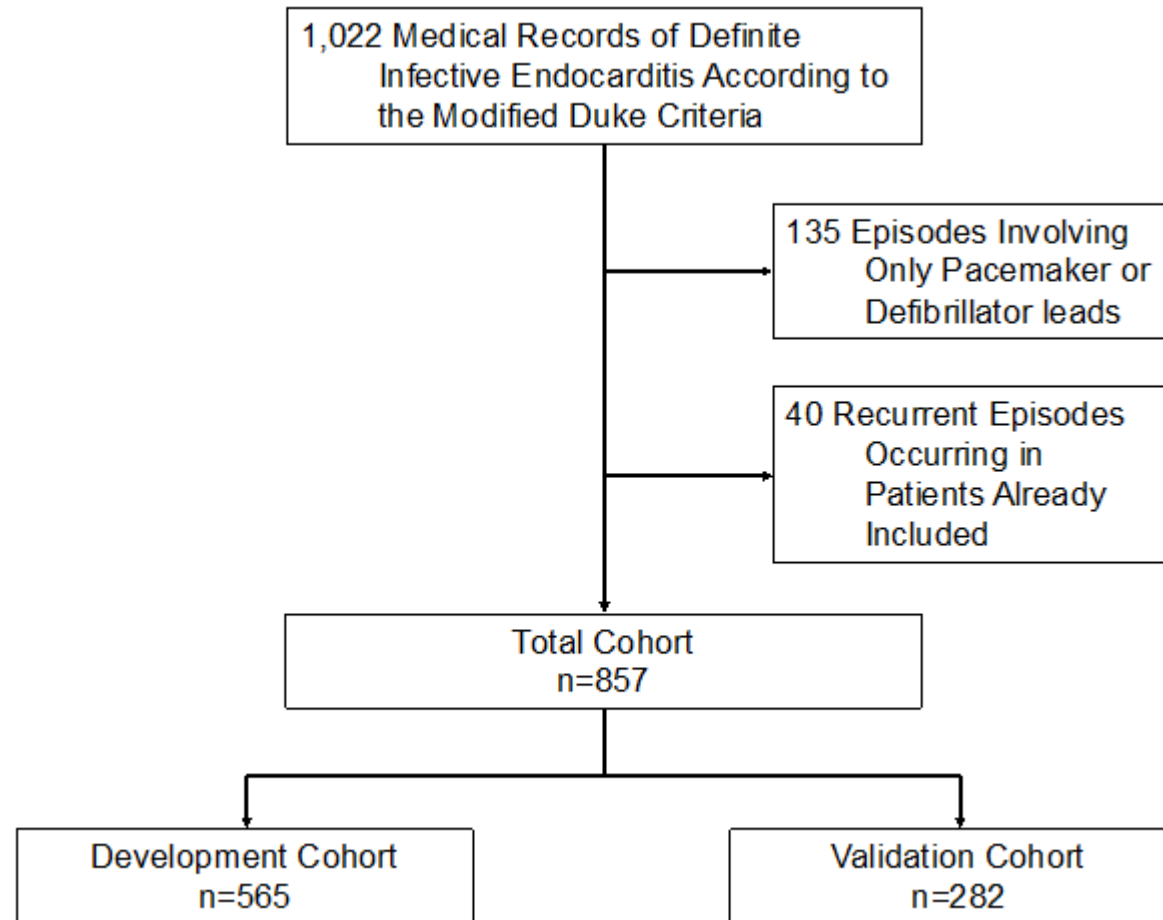 1,022 Medical Records of Definite
Infective Endocarditis According to
the Modified Duke Criteria
135 Episodes Involving
Only Pacemaker or
Defibrillator leads
40 Recurrent Episodes
Occurring in
Patients Already
Included
Total Cohort
n=857
Development Cohort
n=565
Validation Cohort
n=282